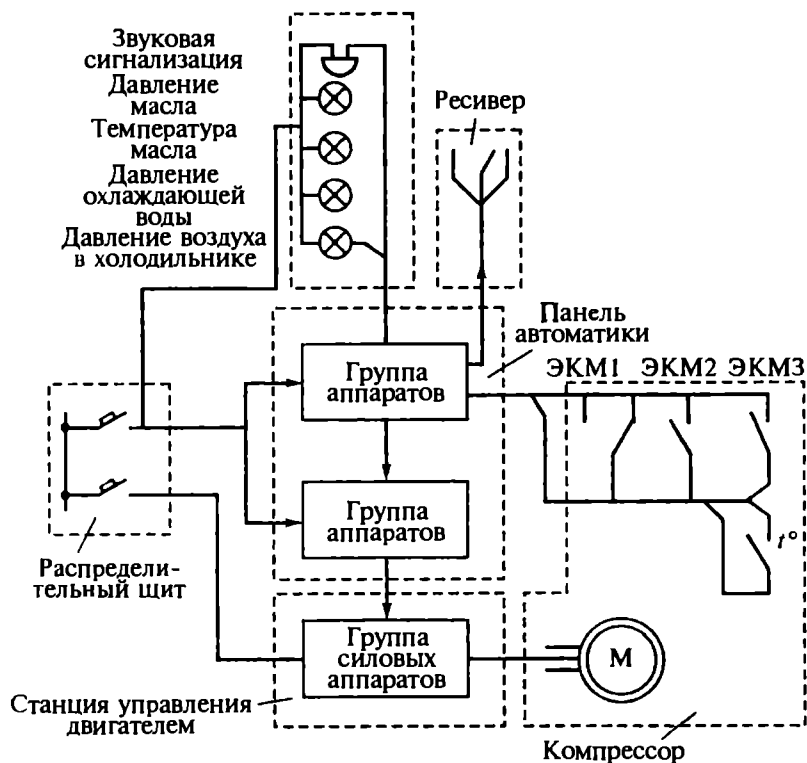 Звуковая
сигнализация
Давление
масла
Температура
масла
Давление
охлаждающей
воды
Давление воздуха
в холодильнике
Ресивер
Панель
автоматики
Группа
аппаратов
ЭКМ1 ЭКМ2 ЭКМ3
Группа
аппаратов
t°
Распредели-
тельный щит
Группа
силовых
аппаратов
М
Станция управления
двигателем
Компрессор